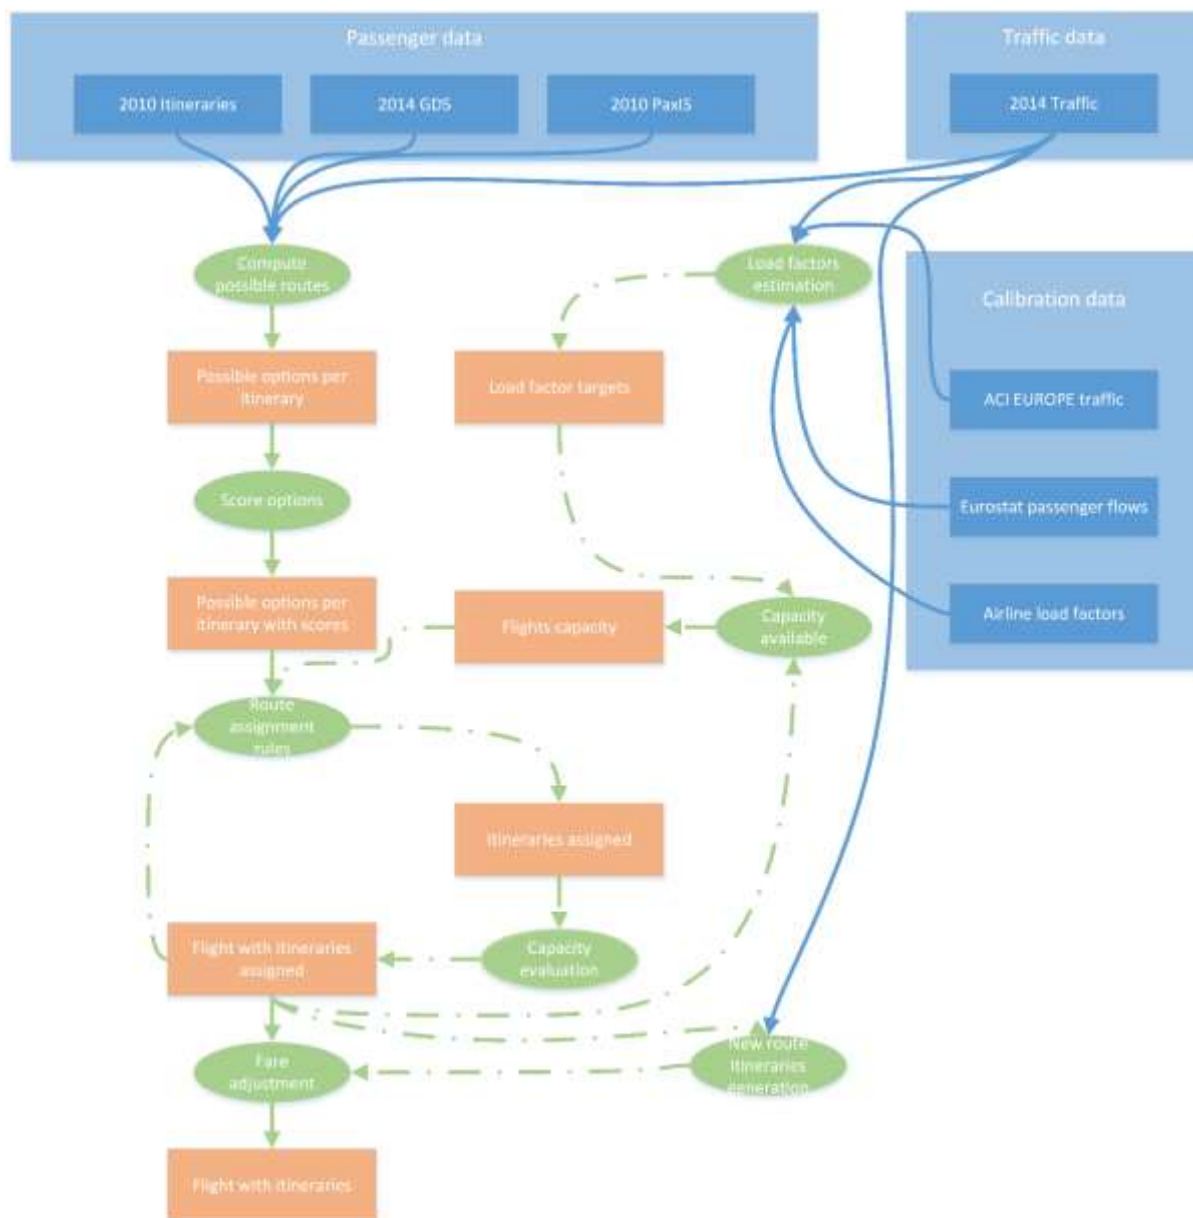 Passenger data
Traffic data
2010 Itineraries
2014 GDS
2010 PaxIS
2014 Traffic
Compute
possible routes
Load factors
estimation
Calibration data
Possible options per
itinerary
Load factor targets
ACI EUROPE traffic
Score options
Eurostat passenger flows
Possible options per
itinerary with scores
Flights capacity
Capacity
available
Airline load factors
Route
assignment
rules
Itineraries assigned
Flight with itineraries
assigned
Capacity
evaluation
Fare
adjustment
New route
itineraries
generation
Flight with itineraries